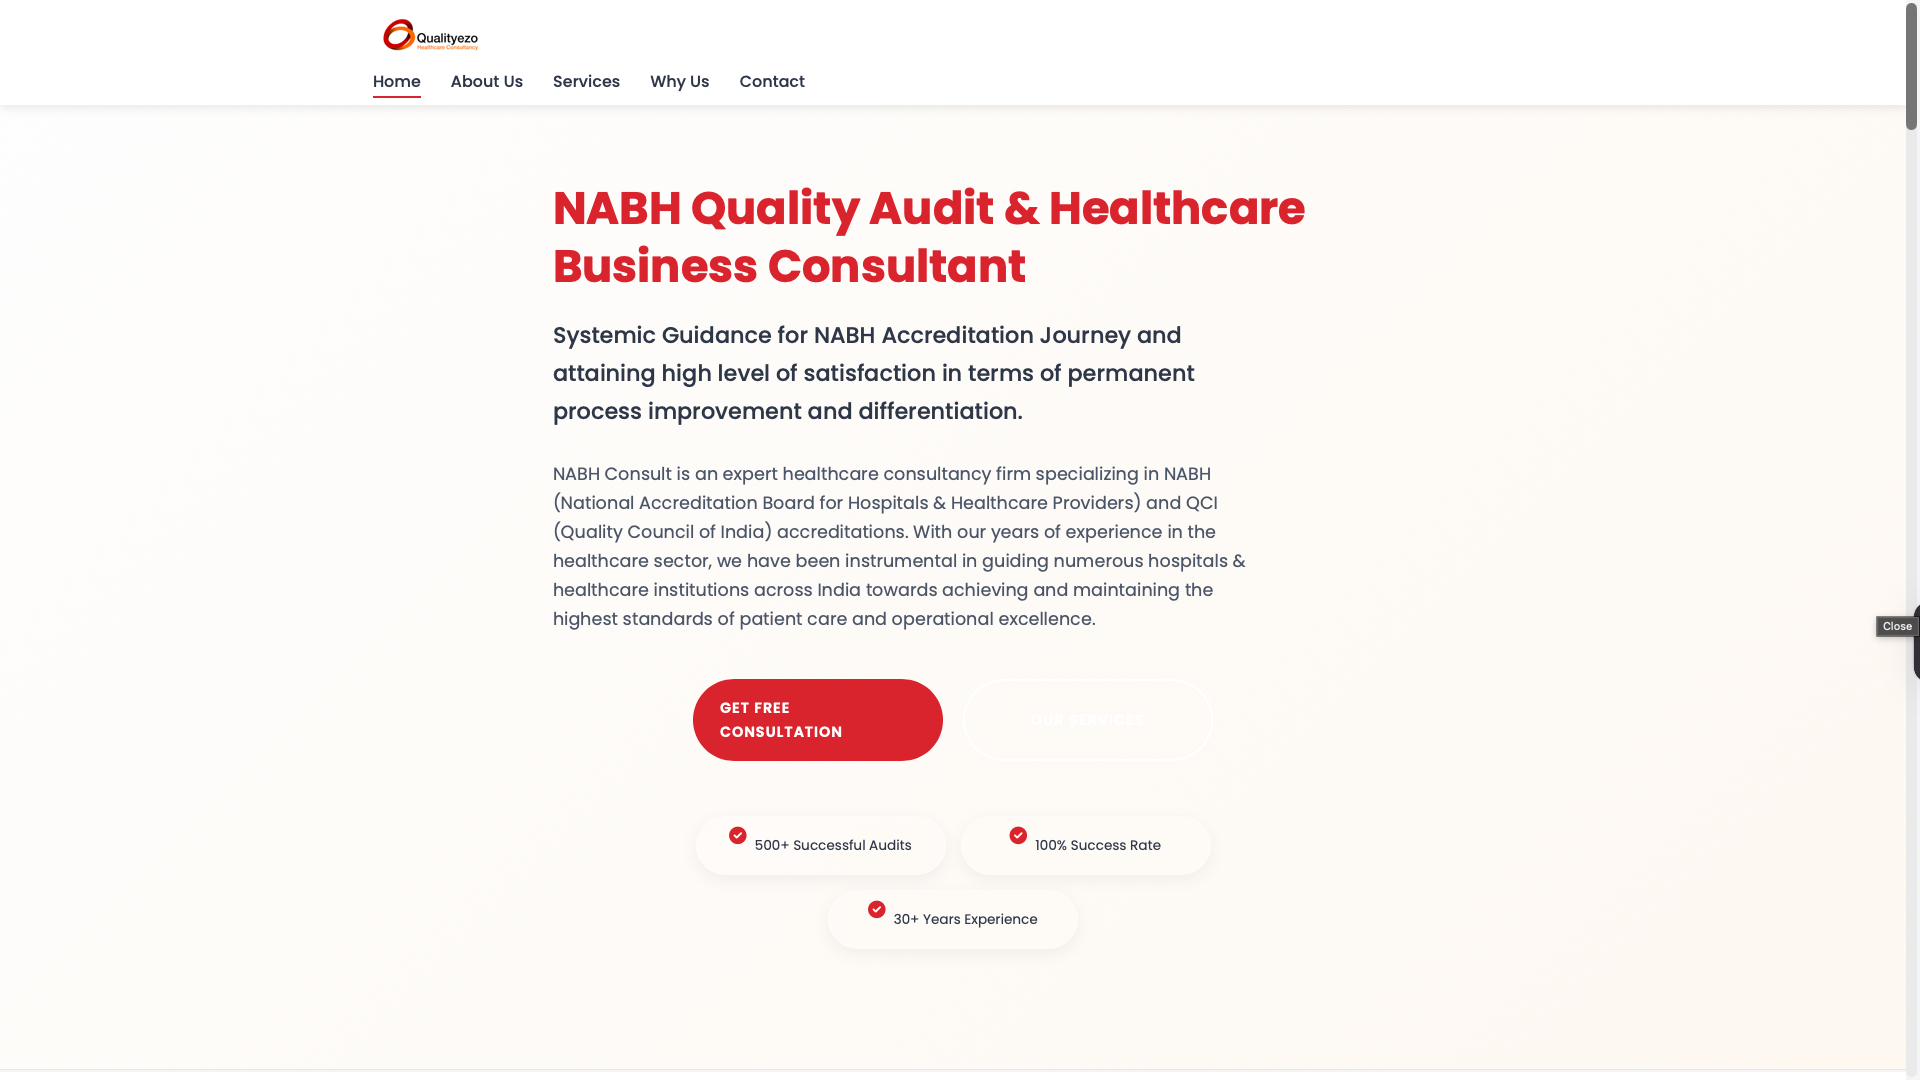 Qualityezo
Healthcare Consultancy
Home
About Us
Services
Why Us
Contact
NABH Quality Audit & Healthcare
Business Consultant
Systemic Guidance for NABH Accreditation Journey and
attaining high level of satisfaction in terms of permanent
process improvement and differentiation.
NABH Consult is an expert healthcare consultancy firm specializing in NABH
(National Accreditation Board for Hospitals & Healthcare Providers) and QCI
(Quality Council of India) accreditations. With our years of experience in the
healthcare sector, we have been instrumental in guiding numerous hospitals &
healthcare institutions across India towards achieving and maintaining the
highest standards of patient care and operational excellence.
Close
GET FREE
CONSULTATION
OUR SERVICES
500+ Successful Audits
100% Success Rate
30+ Years Experience